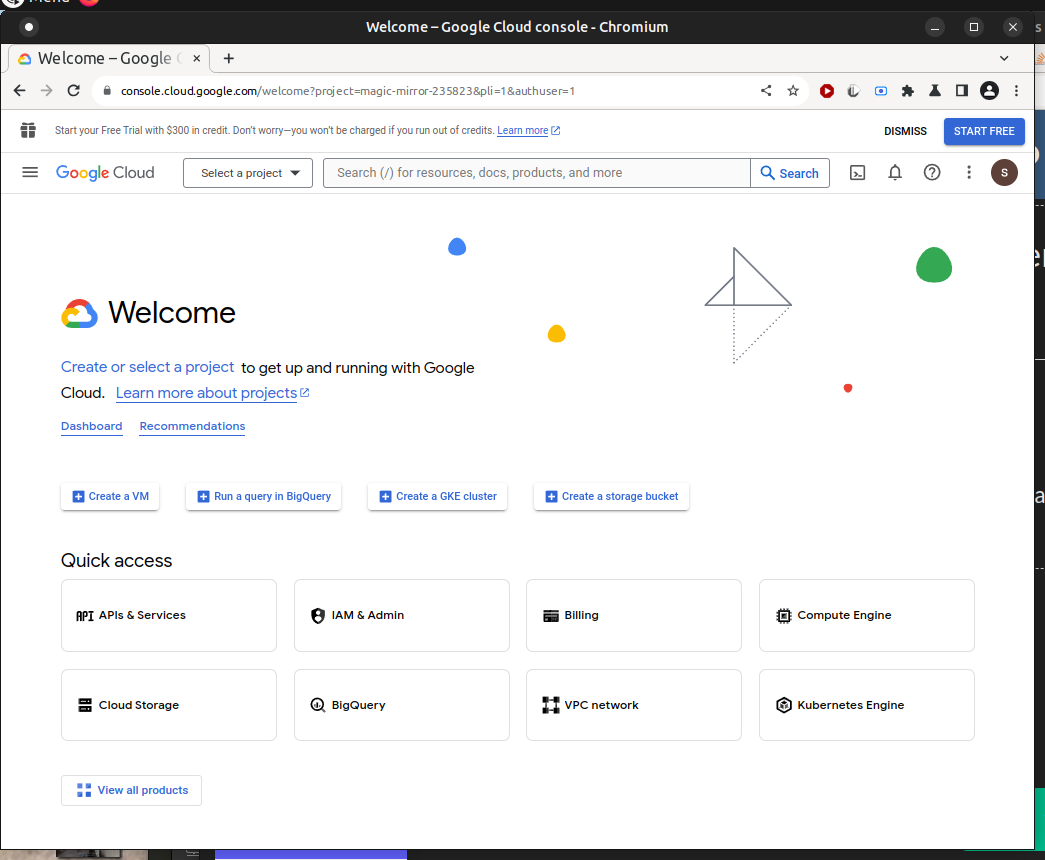 Menu
Welcome – Google Cloud console - Chromium
Welcome – Google C
console.cloud.google.com/welcome?project=magic-mirror-235823&pli=1&authuser=1
Start your Free Trial with $300 in credit. Don't worry—you won't be charged if you run out of credits. Learn more
DISMISS
START FREE
Google Cloud
Select a project
Search (/) for resources, docs, products, and more
Search
S
Welcome
Create or select a project to get up and running with Google
Cloud. Learn more about projects
Dashboard Recommendations
Create a VM
Run a query in BigQuery
Create a GKE cluster
Create a storage bucket
Quick access
API APIs & Services
IAM & Admin
Billing
Compute Engine
Cloud Storage
BigQuery
VPC network
Kubernetes Engine
View all products